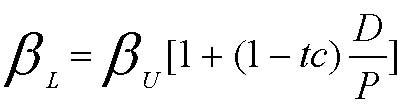 β_L = β_U[1 + (1 − tc) D/P]